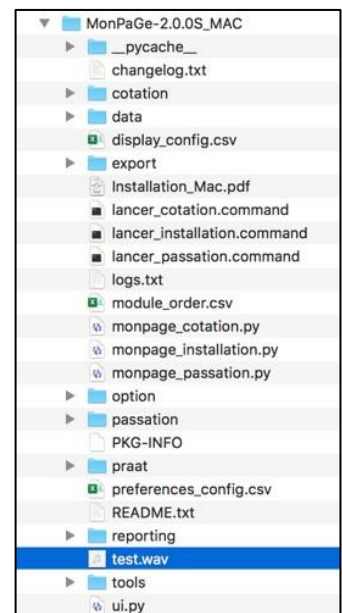 MonPaGe-2.0.0S_MAC
__pycache__
changelog.txt
cotation
data
display_config.csv
export
Installation_Mac.pdf
lancer_cotation.command
lancer_installation.command
lancer_passation.command
logs.txt
module_order.csv
monpage_cotation.py
monpage_installation.py
monpage_passation.py
option
passation
PKG-INFO
praat
preferences_config.csv
README.txt
reporting
test.wav
tools
ui.py